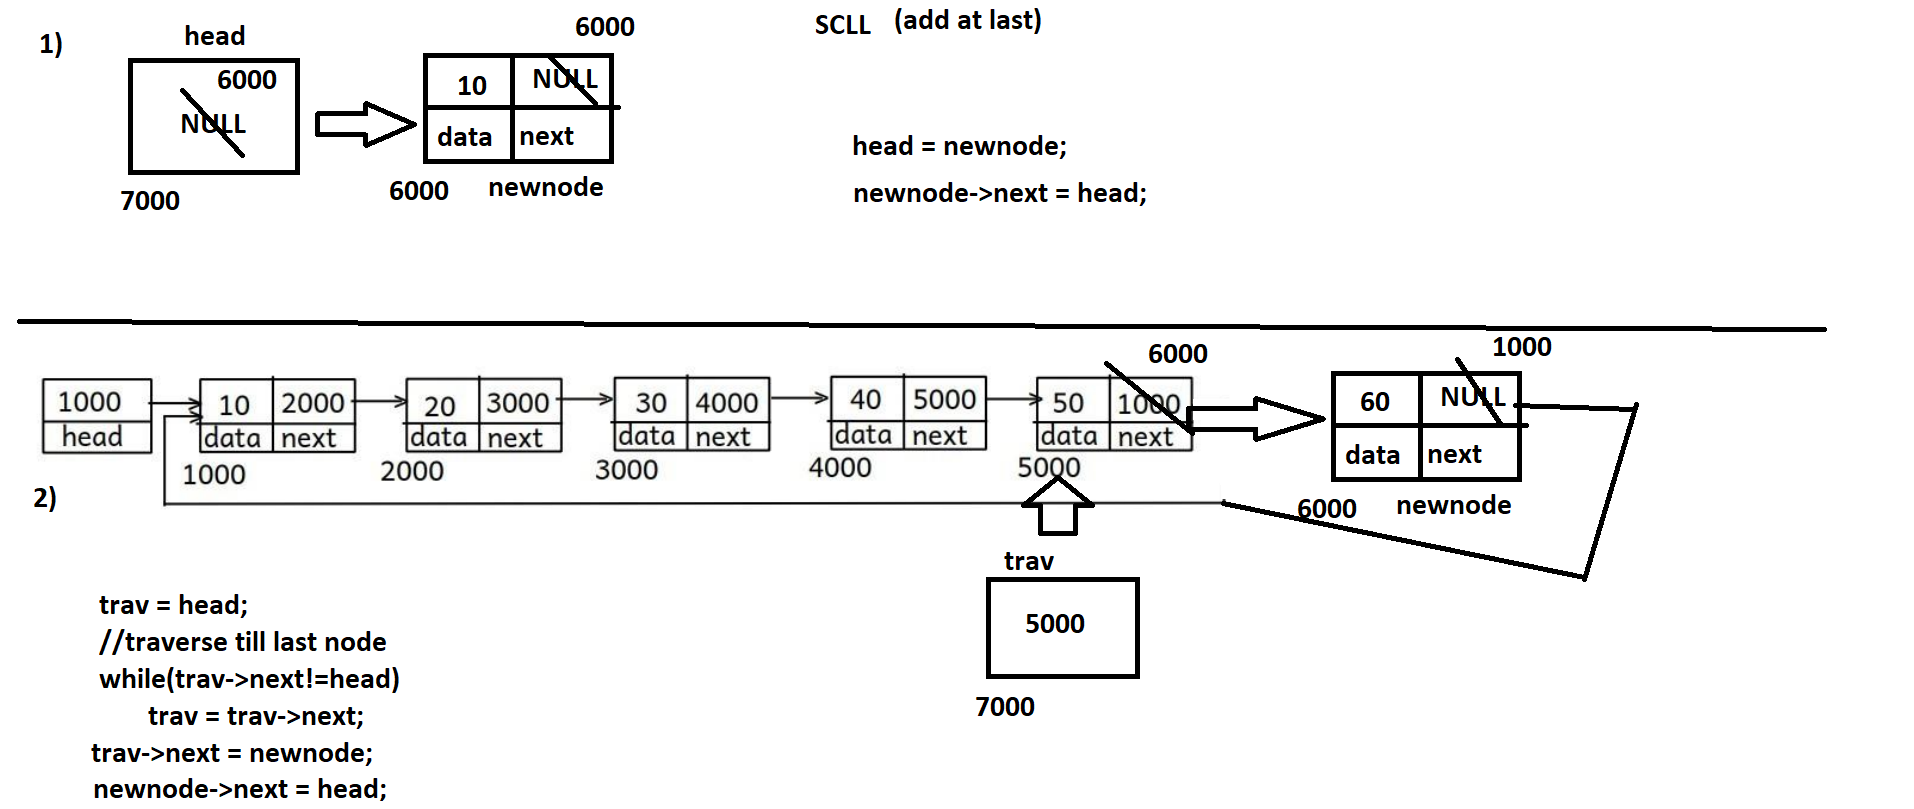 SCLL (add at last)
1)
head
6000
NULL
7000
6000
10 NULL
data next
6000 newnode
head = newnode;
newnode->next = head;
6000
1000
1000
head
10 2000
data next
1000
20 3000
data next
2000
30 4000
data next
3000
40 5000
data next
4000
50 1000
data next
5000
60 NULL
data next
6000 newnode
2)
trav
5000
7000
trav = head;
//traverse till last node
while(trav->next!=head)
trav = trav->next;
trav->next = newnode;
newnode->next = head;